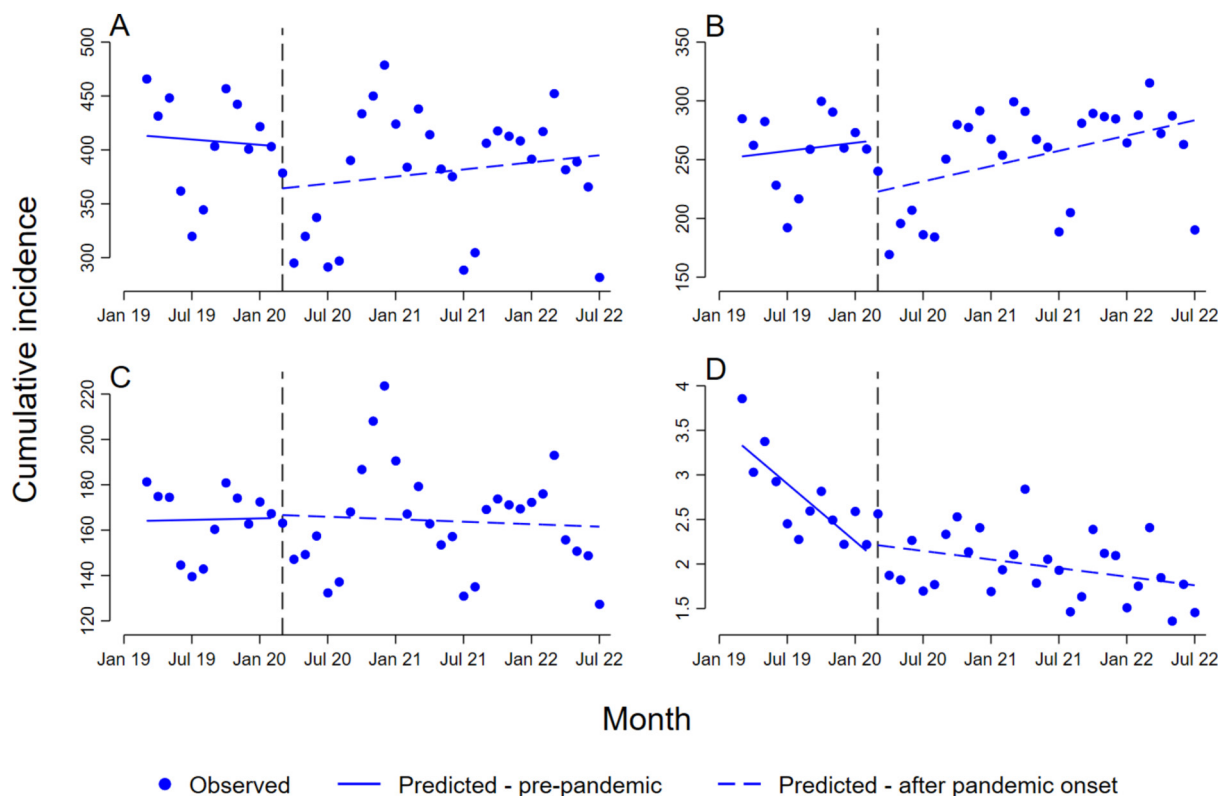 A
500
450
400
350
300
Jan 19 Jul 19 Jan 20 Jul 20 Jan 21 Jul 21 Jan 22 Jul 22
B
350
300
250
200
150
Jan 19 Jul 19 Jan 20 Jul 20 Jan 21 Jul 21 Jan 22 Jul 22
Cumulative incidence
C
220
200
180
160
140
120
Jan 19 Jul 19 Jan 20 Jul 20 Jan 21 Jul 21 Jan 22 Jul 22
D
4
3.5
3
2.5
2
1.5
Jan 19 Jul 19 Jan 20 Jul 20 Jan 21 Jul 21 Jan 22 Jul 22
Month
Observed Predicted - pre-pandemic Predicted - after pandemic onset